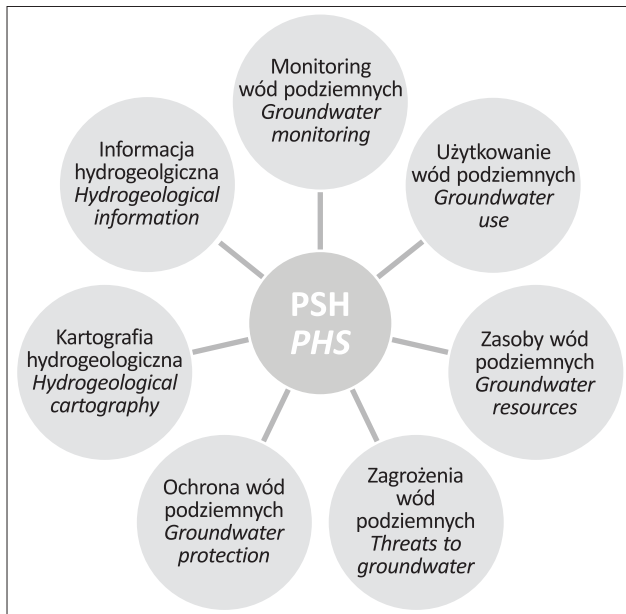 Monitoring
wód podziemnych
Groundwater
monitoring
Informacja
hydrogeolgiczna
Hydrogeological
information
Użytkowanie
wód podziemnych
Groundwater
use
PSH
PHS
Kartografia
hydrogeologiczna
Hydrogeological
cartography
Zasoby wód
podziemnych
Groundwater
resources
Ochrona wód
podziemnych
Groundwater
protection
Zagrożenia
wód
podziemnych
Threats to
groundwater